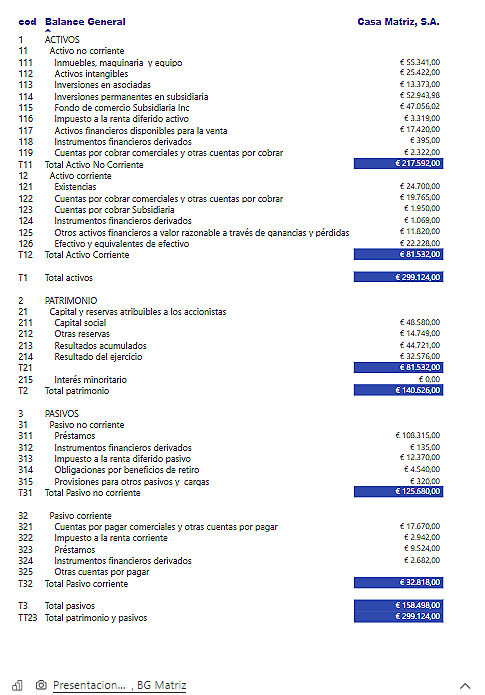 cod Balance General Casa Matriz, S.A.
1 ACTIVOS
11 Activo no corriente
111 Inmuebles, maquinaria y equipo € 55.341,00
112 Activos intangibles € 25.422,00
113 Inversiones en asociadas € 13.373,00
114 Inversiones permanentes en subsidiaria € 52.943,98
115 Fondo de comercio Subsidiaria Inc € 47.056,02
116 Impuesto a la renta diferido activo € 3.319,00
117 Activos financieros disponibles para la venta € 17.420,00
118 Instrumentos financieros derivados € 395,00
119 Cuentas por cobrar comerciales y otras cuentas por cobrar € 2.322,00
T11 Total Activo No Corriente € 217.592,00
12 Activo corriente
121 Existencias € 24.700,00
122 Cuentas por cobrar comerciales y otras cuentas por cobrar € 19.765,00
123 Cuentas por cobrar Subsidiaria € 1.950,00
124 Instrumentos financieros derivados € 1.069,00
125 Otros activos financieros a valor razonable a través de ganancias y pérdidas € 11.820,00
126 Efectivo y equivalentes de efectivo € 22.228,00
T12 Total Activo Corriente € 81.532,00
T1 Total activos € 299.124,00
2 PATRIMONIO
21 Capital y reservas atribuibles a los accionistas
211 Capital social € 48.580,00
212 Otras reservas € 14.749,00
213 Resultados acumulados € 44.721,00
214 Resultado del ejercicio € 32.576,00
T21 € 81.532,00
215 Interés minoritario € 0,00
T2 Total patrimonio € 140.626,00
3 PASIVOS
31 Pasivo no corriente
311 Préstamos € 108.315,00
312 Instrumentos financieros derivados € 135,00
313 Impuesto a la renta diferido pasivo € 12.370,00
314 Obligaciones por beneficios de retiro € 4.540,00
315 Provisiones para otros pasivos y cargas € 320,00
T31 Total Pasivo no corriente € 125.680,00
32 Pasivo corriente
321 Cuentas por pagar comerciales y otras cuentas por pagar € 17.670,00
322 Impuesto a la renta corriente € 2.942,00
323 Préstamos € 9.524,00
324 Instrumentos financieros derivados € 2.682,00
325 Otras cuentas por pagar
T32 Total Pasivo corriente € 32.818,00
T3 Total pasivos € 158.498,00
TT23 Total patrimonio y pasivos € 299.124,00
Presentacion... , BG Matriz